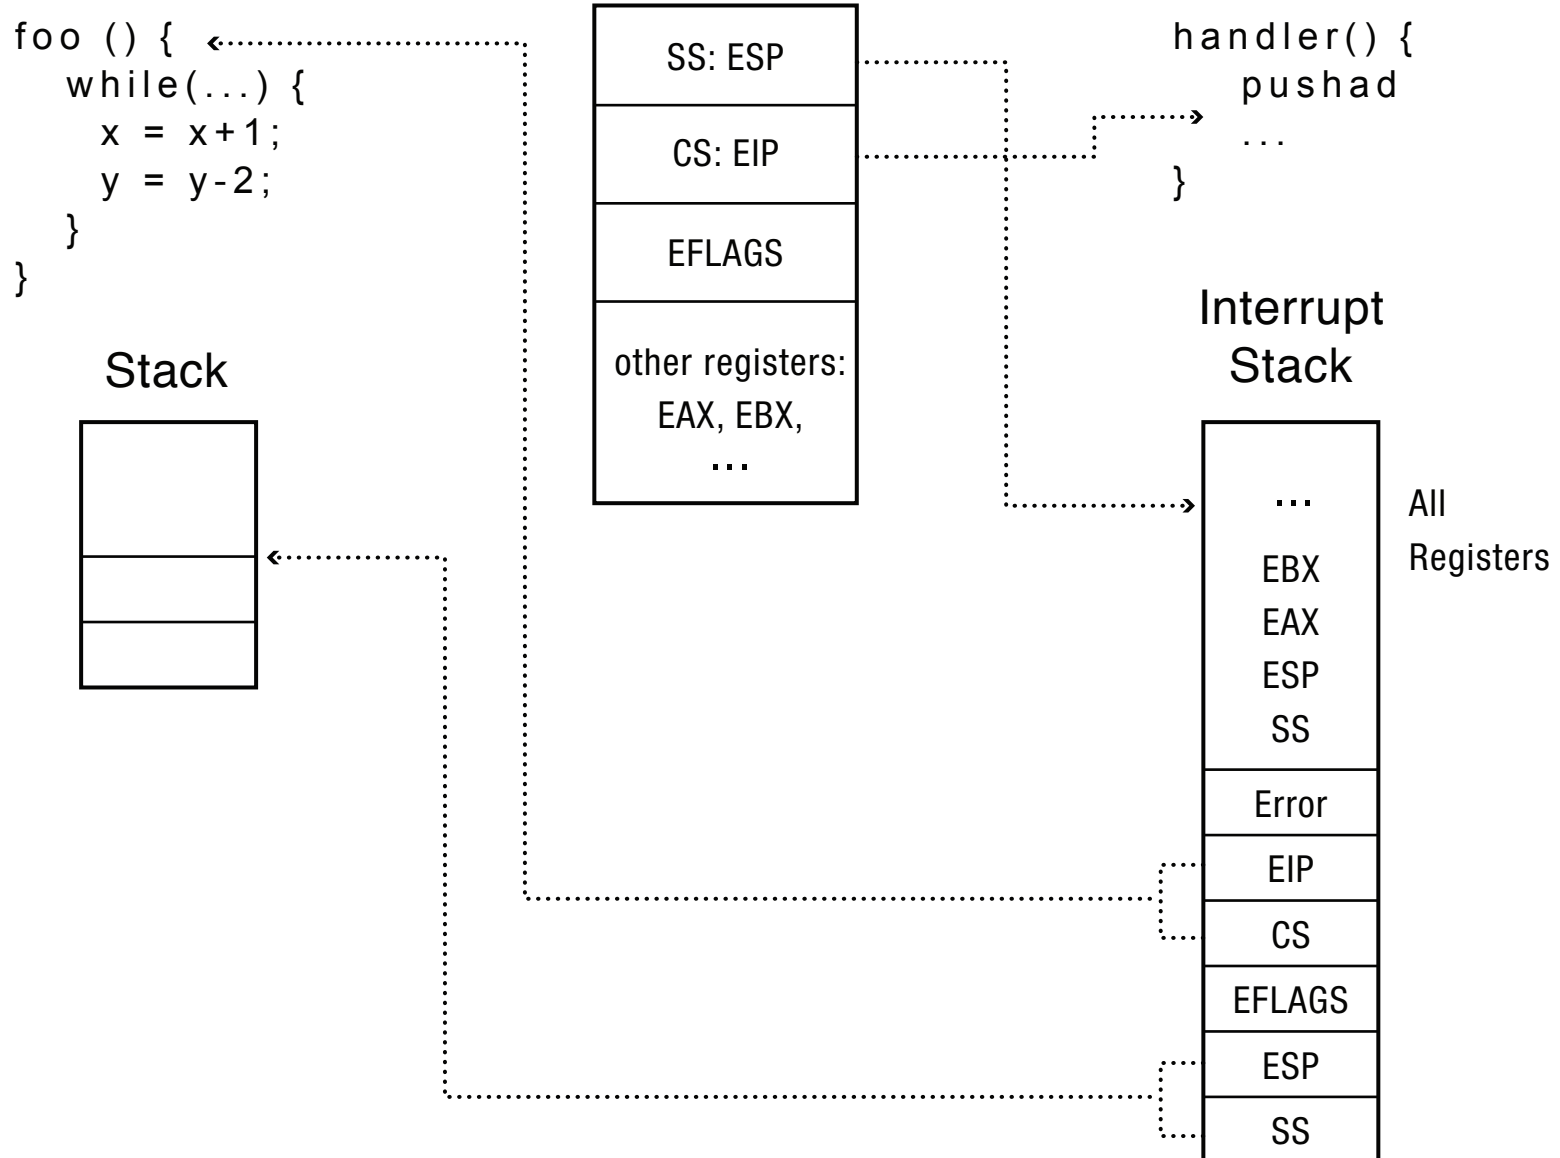 foo () {
while(...) {
x = x+1;
y = y-2;
}
}
Stack
SS: ESP
CS: EIP
EFLAGS
other registers:
EAX, EBX,
...
handler() {
pushad
...
}
Interrupt
Stack
...
EBX
EAX
ESP
SS
Error
EIP
CS
EFLAGS
ESP
SS
All
Registers